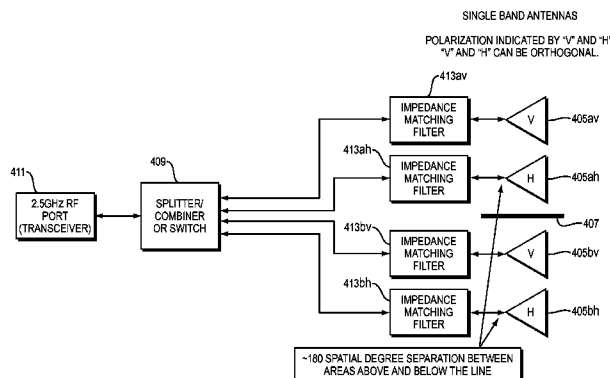 SINGLE BAND ANTENNAS
POLARIZATION INDICATED BY "V" AND "H"
"V" AND "H" CAN BE ORTHOGONAL.
413av
IMPEDANCE
MATCHING
FILTER
V
405av
413ah
IMPEDANCE
MATCHING
FILTER
H
405ah
411
2.5GHz RF
PORT
(TRANSCEIVER)
409
SPLITTER/
COMBINER
OR SWITCH
407
413bv
IMPEDANCE
MATCHING
FILTER
V
405bv
413bh
IMPEDANCE
MATCHING
FILTER
H
405bh
~180 SPATIAL DEGREE SEPARATION BETWEEN
AREAS ABOVE AND BELOW THE LINE